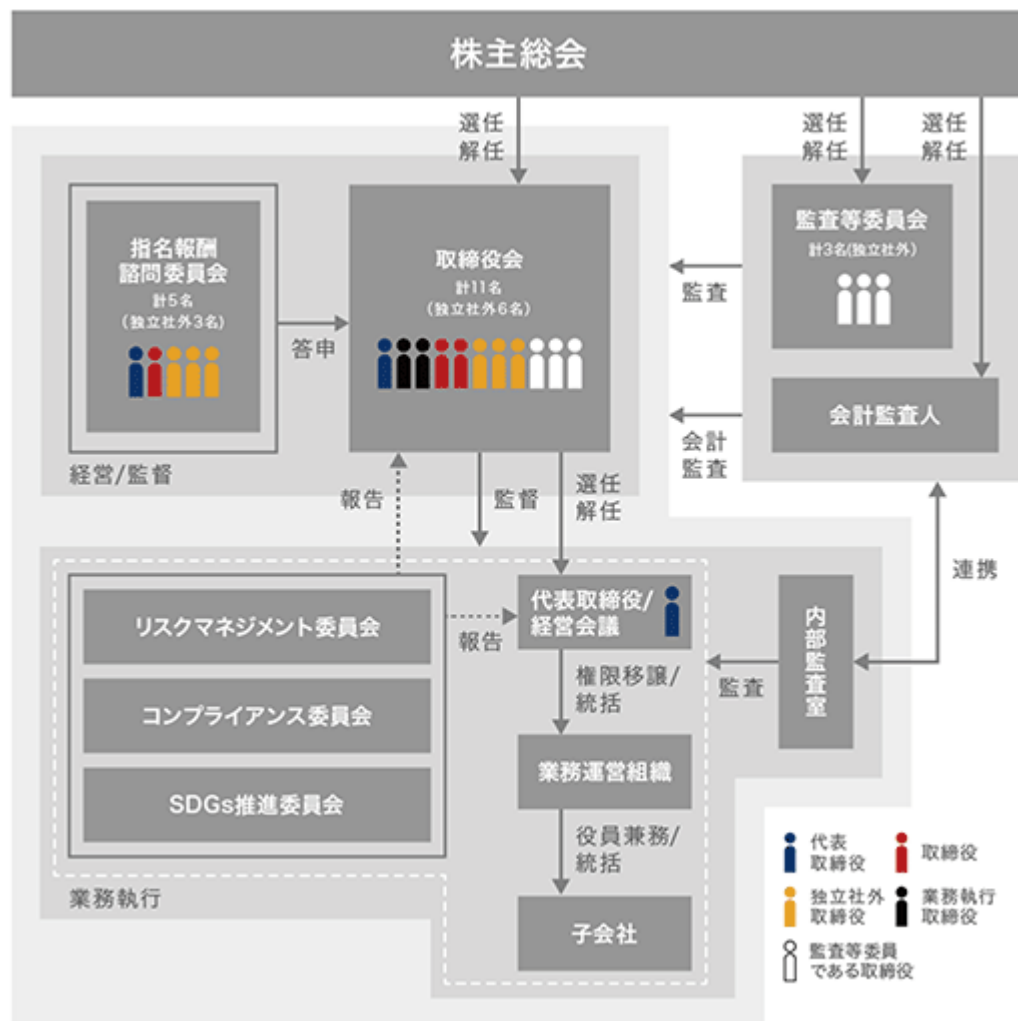 株主総会
選任
解任
選任
解任
選任
解任
指名報酬
諮問委員会
計5名
(独立社外3名)
答申
取締役会
計11名
(独立社外6名)
監査
監査等委員会
計3名(独立社外)
会計
監査
会計監査人
経営/監督
報告
監督
選任
解任
連携
リスクマネジメント委員会
コンプライアンス委員会
SDGs推進委員会
報告
代表取締役/
経営会議
権限移譲/
統括
監査
内部監査室
業務運営組織
役員兼務/
統括
子会社
業務執行
代表
取締役
取締役
独立社外
取締役
業務執行
取締役
監査等委員
である取締役